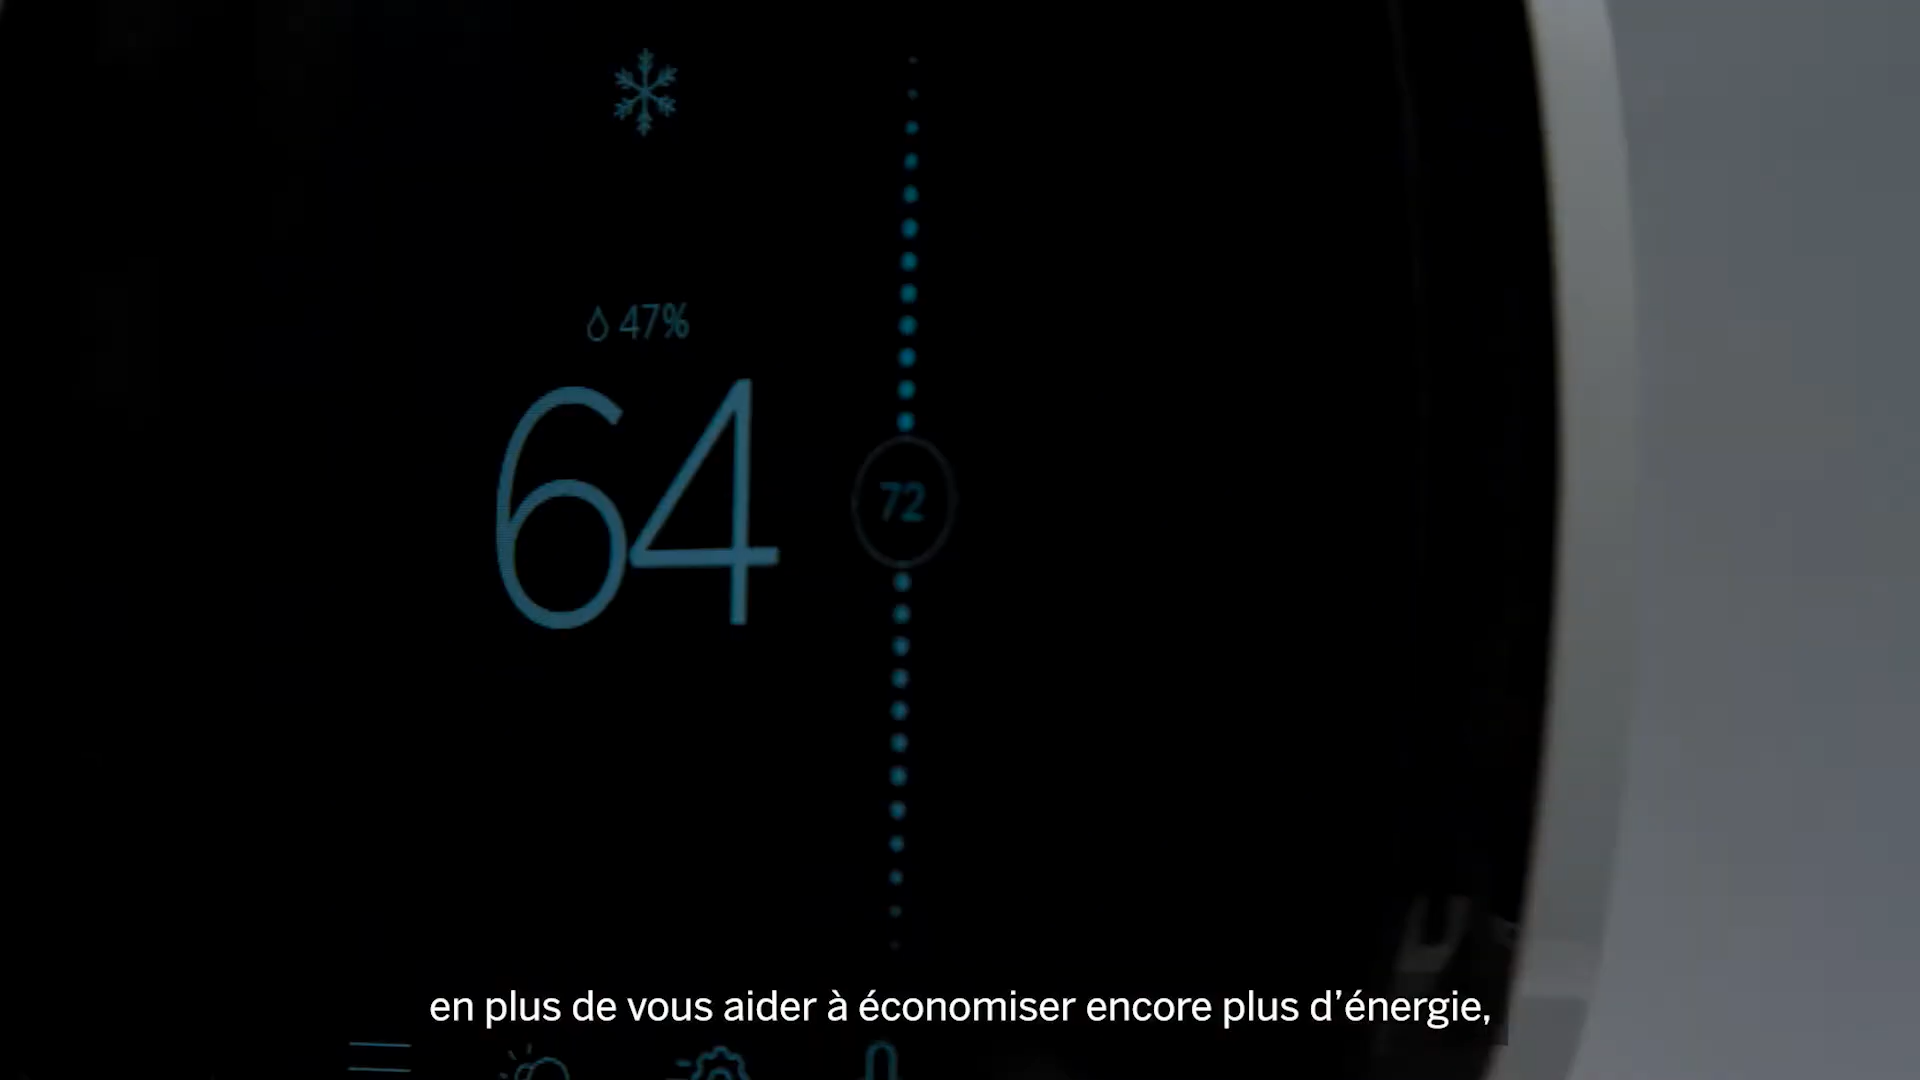 47%
64
72
en plus de vous aider à économiser encore plus d’énergie,